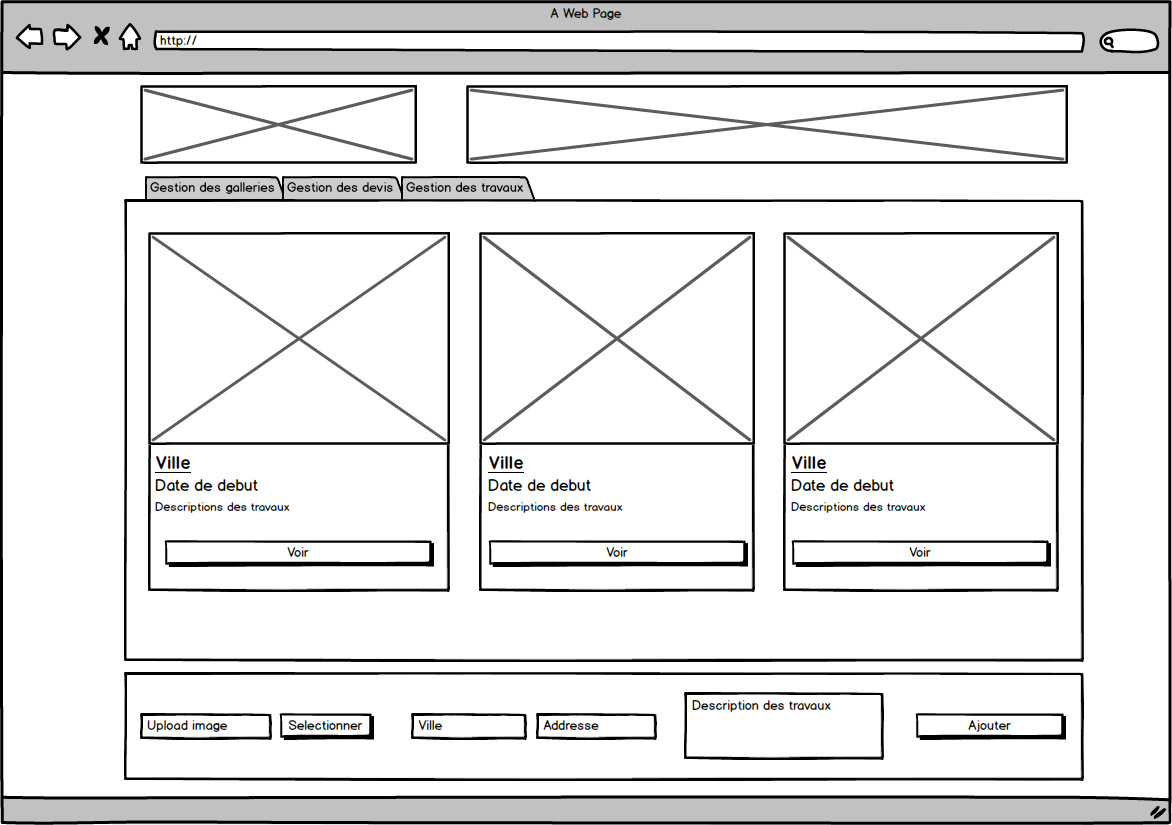 A Web Page
http://
Gestion des galleries Gestion des devis Gestion des travaux
Ville Ville Ville
Date de debut Date de debut Date de debut
Descriptions des travaux Descriptions des travaux Descriptions des travaux
Voir Voir Voir
Description des travaux
Upload image Selectionner Ville Addresse Ajouter